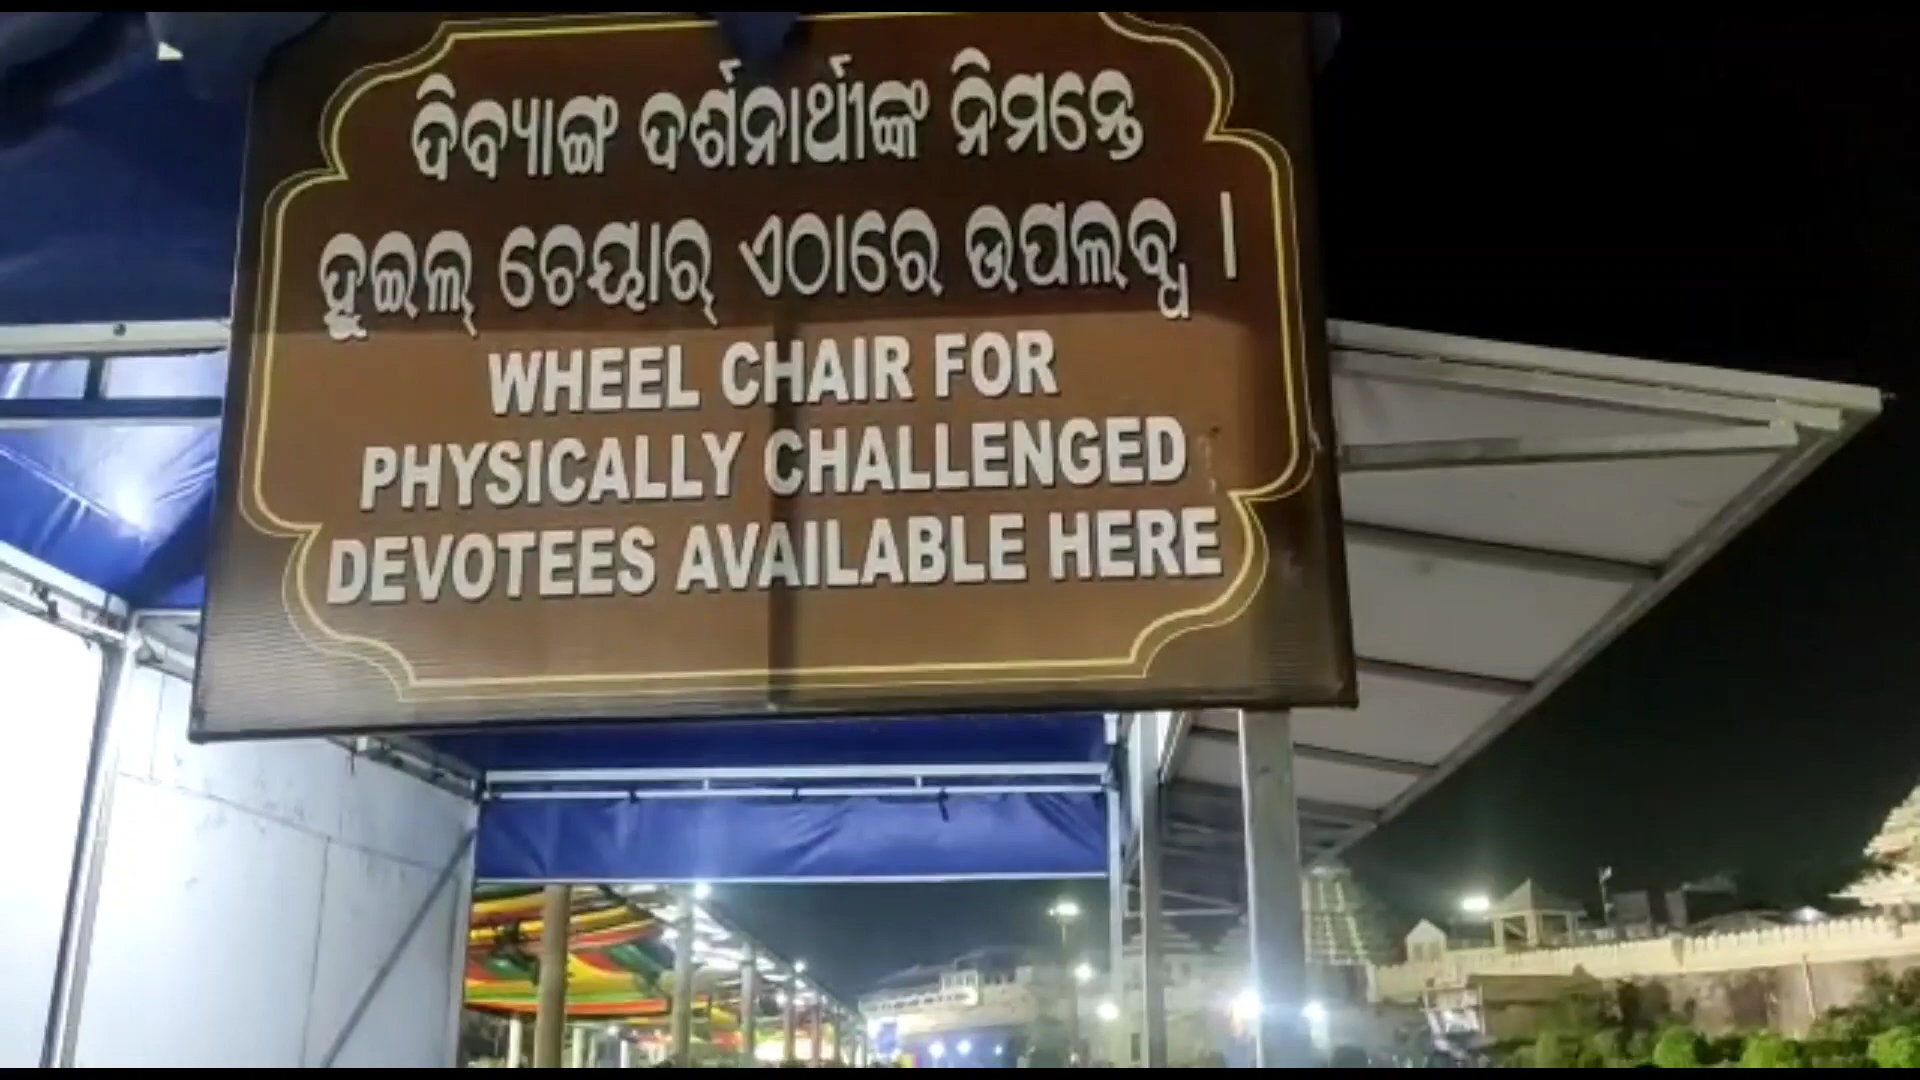 ଦିବ୍ୟାଙ୍ଗ ଦର୍ଶନାର୍ଥୀଙ୍କ ନିମନ୍ତେ
ହୁଇଲ୍ ଚେୟାର୍ ଏଠାରେ ଉପଲବ୍ଧ ।
WHEEL CHAIR FOR
PHYSICALLY CHALLENGED
DEVOTEES AVAILABLE HERE